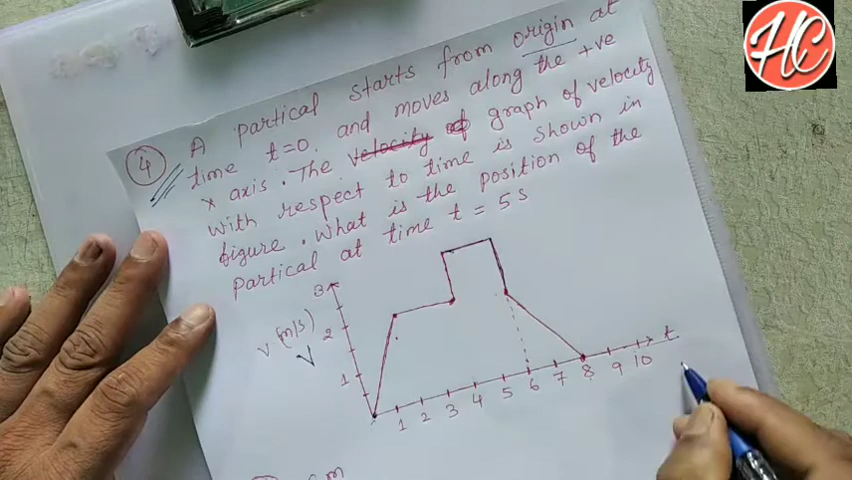 HC
4 A partical starts from origin at
time t=0 and moves along the +ve
x axis. The velocity of graph of velocity
with respect to time is shown in
figure. What is the position of the
partical at time t = 5s
3
2
1
V (m/s)
V
1 2 3 4 5 6 7 8 9 10
t